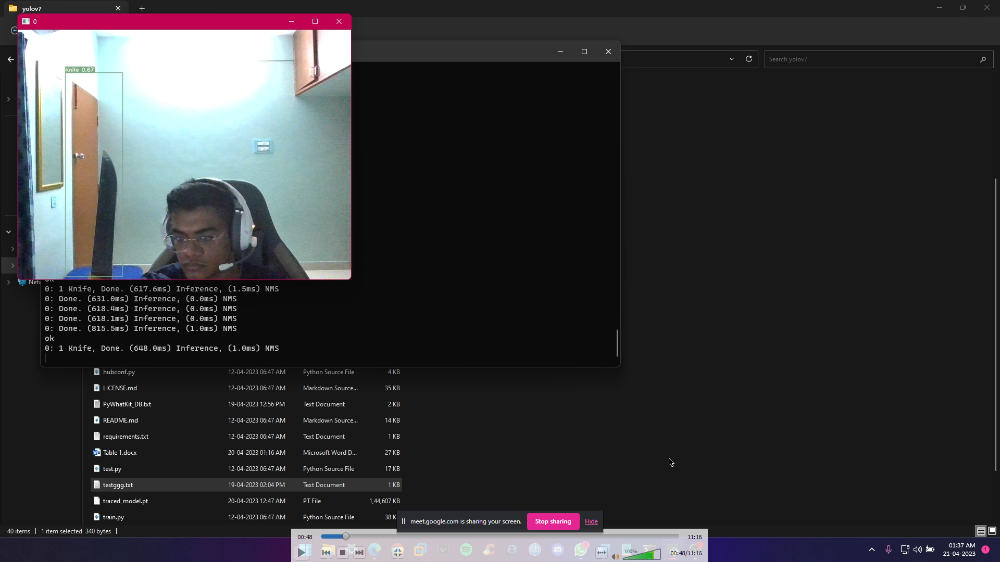 yolov7
0
Search yolov7
Knife 0.67
Netw
0: 1 Knife, Done. (617.6ms) Inference, (1.5ms) NMS
0: Done. (631.0ms) Inference, (0.0ms) NMS
0: Done. (618.4ms) Inference, (0.0ms) NMS
0: Done. (618.1ms) Inference, (0.0ms) NMS
0: Done. (815.5ms) Inference, (1.0ms) NMS
ok
0: 1 Knife, Done. (648.0ms) Inference, (1.0ms) NMS
hubconf.py 12-04-2023 06:47 AM Python Source File 4 KB
LICENSE.md 12-04-2023 06:47 AM Markdown Source... 35 KB
PyWhatKit_DB.txt 19-04-2023 12:56 PM Text Document 2 KB
README.md 12-04-2023 06:47 AM Markdown Source... 14 KB
requirements.txt 12-04-2023 06:47 AM Text Document 1 KB
Table 1.docx 20-04-2023 01:16 AM Microsoft Word D... 27 KB
test.py 12-04-2023 06:47 AM Python Source File 17 KB
testggg.txt 19-04-2023 02:04 PM Text Document 1 KB
traced_model.pt 20-04-2023 12:47 AM PT File 1,44,607 KB
train.py 12-04-2023 06:47 AM Python Source File 38 K
meet.google.com is sharing your screen. Stop sharing Hide
40 items 1 item selected 340 bytes
00:48 11:16
100% 00:48/11:16
01:37 AM
21-04-2023 1